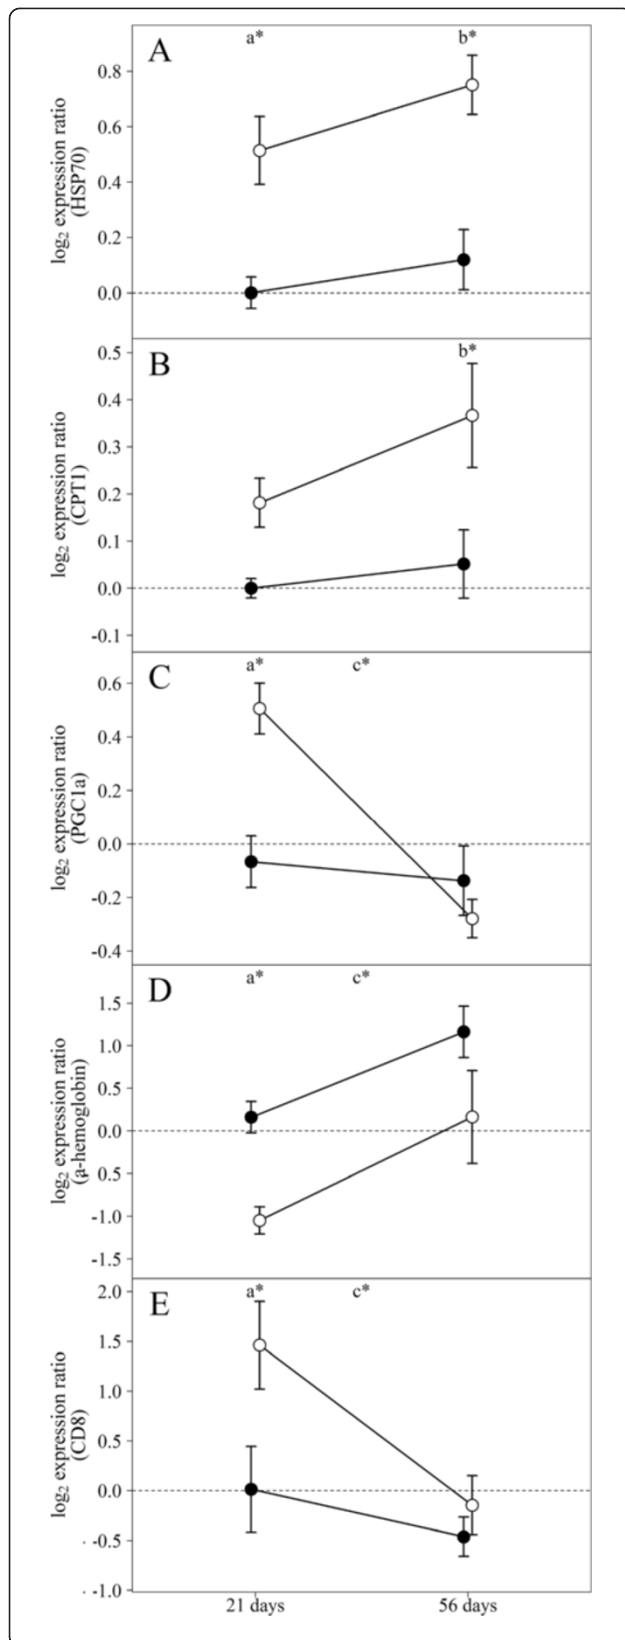 A
a*
b*
0.8
0.6
0.4
0.2
0.0
log₂ expression ratio
(HSP70)
B
b*
0.5
0.4
0.3
0.2
0.1
0.0
-0.1
log₂ expression ratio
(CPT1)
C
a*
c*
0.6
0.4
0.2
0.0
-0.2
-0.4
log₂ expression ratio
(PGC1a)
D
a*
c*
1.5
1.0
0.5
0.0
-0.5
-1.0
-1.5
log₂ expression ratio
(a-hemoglobin)
E
a*
c*
2.0
1.5
1.0
0.5
0.0
-0.5
-1.0
log₂ expression ratio
(CD8)
21 days
56 days